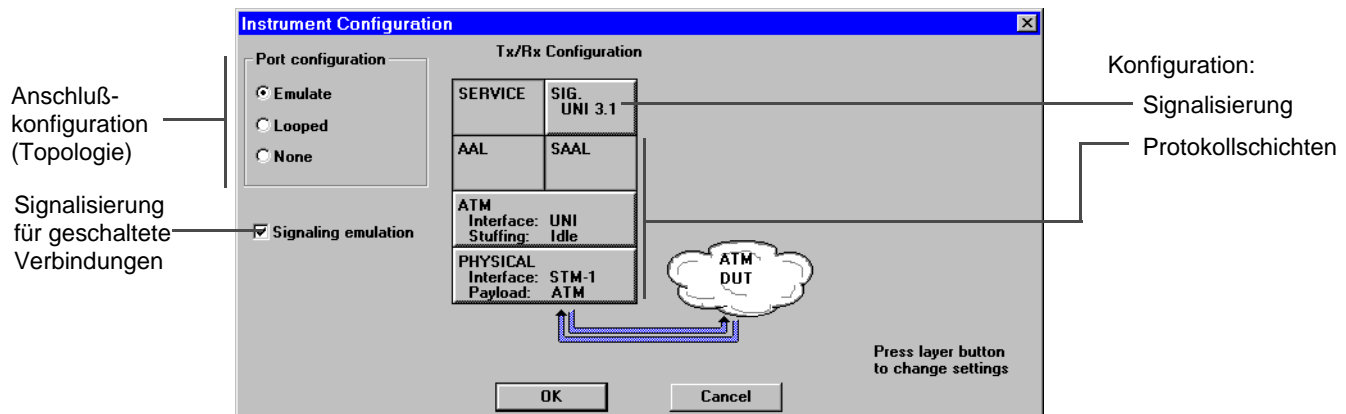 Instrument Configuration
Anschluß-
konfiguration
(Topologie)
Signalisierung
für geschaltete
Verbindungen
Port configuration
Emulate
Looped
None
Signaling emulation
Tx/Rx Configuration
SERVICE
SIG.
UNI 3.1
AAL
SAAL
ATM
Interface: UNI
Stuffing: Idle
PHYSICAL
Interface: STM-1
Payload: ATM
ATM
DUT
Press layer button
to change settings
OK
Cancel
Konfiguration:
Signalisierung
Protokollschichten